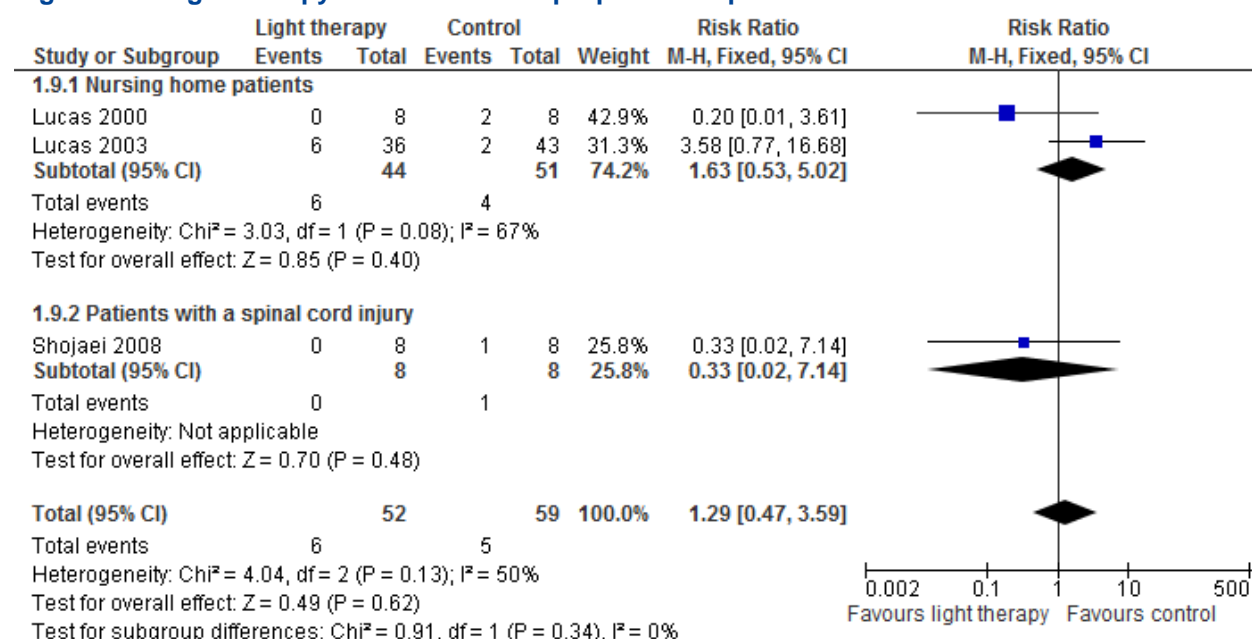 Light therapy Control Risk Ratio Risk Ratio
Study or Subgroup Events Total Events Total Weight M-H, Fixed, 95% CI M-H, Fixed, 95% CI
1.9.1 Nursing home patients
Lucas 2000 0 8 2 8 42.9% 0.20 [0.01, 3.61]
Lucas 2003 6 36 2 43 31.3% 3.58 [0.77, 16.68]
Subtotal (95% CI) 44 51 74.2% 1.63 [0.53, 5.02]
Total events 6 4
Heterogeneity: Chi² = 3.03, df = 1 (P = 0.08); I² = 67%
Test for overall effect: Z = 0.85 (P = 0.40)
1.9.2 Patients with a spinal cord injury
Shojaei 2008 0 8 1 8 25.8% 0.33 [0.02, 7.14]
Subtotal (95% CI) 8 8 25.8% 0.33 [0.02, 7.14]
Total events 0 1
Heterogeneity: Not applicable
Test for overall effect: Z = 0.70 (P = 0.48)
Total (95% CI) 52 59 100.0% 1.29 [0.47, 3.59]
Total events 6 5
Heterogeneity: Chi² = 4.04, df = 2 (P = 0.13); I² = 50%
Test for overall effect: Z = 0.49 (P = 0.62)
Test for subgroup differences: Chi² = 0.91, df = 1 (P = 0.34), I² = 0%
0.002 0.1 1 10 500
Favours light therapy Favours control